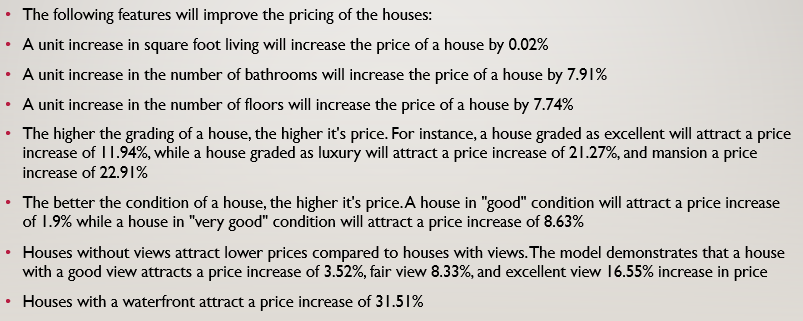 • The following features will improve the pricing of the houses:
• A unit increase in square foot living will increase the price of a house by 0.02%
• A unit increase in the number of bathrooms will increase the price of a house by 7.91%
• A unit increase in the number of floors will increase the price of a house by 7.74%
• The higher the grading of a house, the higher it's price. For instance, a house graded as excellent will attract a price
increase of 11.94%, while a house graded as luxury will attract a price increase of 21.27%, and mansion a price
increase of 22.91%
• The better the condition of a house, the higher it's price. A house in "good" condition will attract a price increase
of 1.9% while a house in "very good" condition will attract a price increase of 8.63%
• Houses without views attract lower prices compared to houses with views. The model demonstrates that a house
with a good view attracts a price increase of 3.52%, fair view 8.33%, and excellent view 16.55% increase in price
• Houses with a waterfront attract a price increase of 31.51%